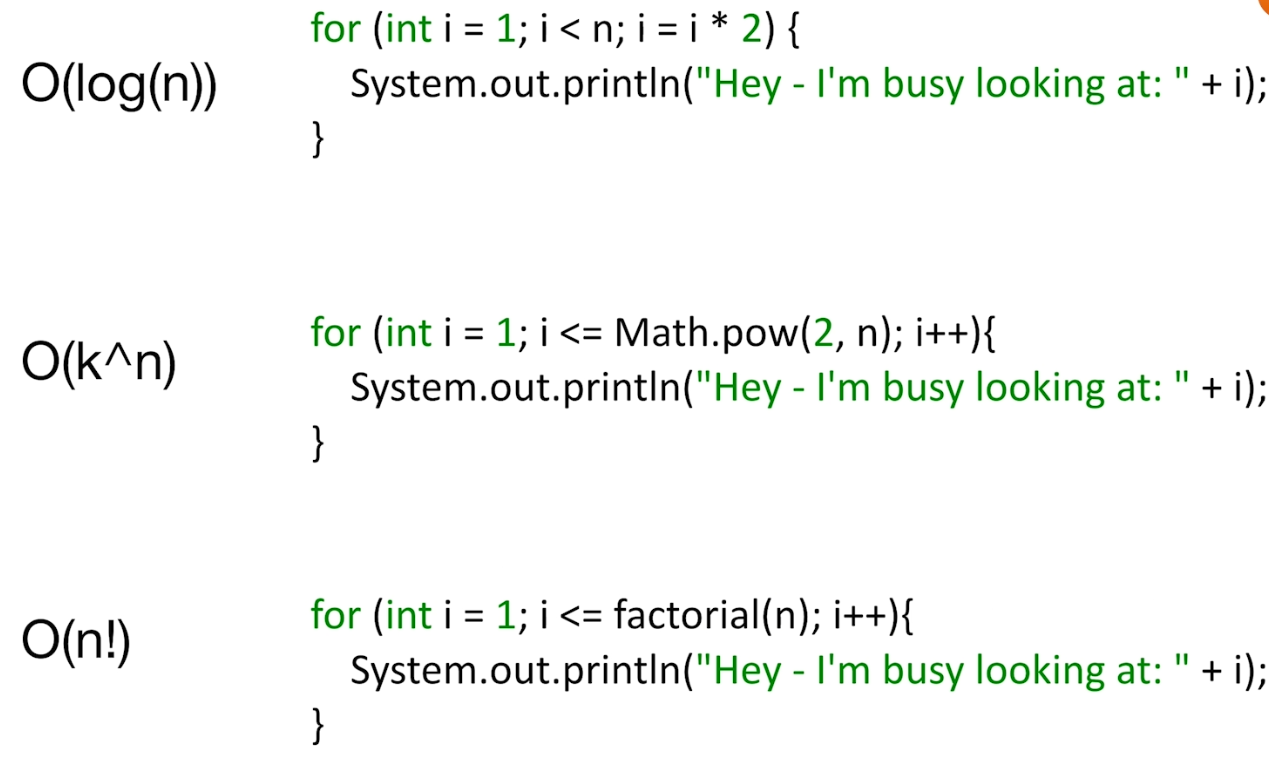 O(log(n))
for (int i = 1; i < n; i = i * 2) {
System.out.println("Hey - I'm busy looking at: " + i);
}
O(k^n)
for (int i = 1; i <= Math.pow(2, n); i++){
System.out.println("Hey - I'm busy looking at: " + i);
}
O(n!)
for (int i = 1; i <= factorial(n); i++){
System.out.println("Hey - I'm busy looking at: " + i);
}